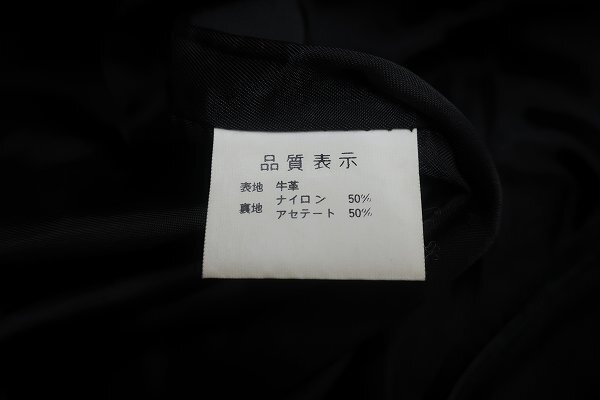 品質表示
表地 牛革
裏地 ナイロン 50%
アセテート 50%